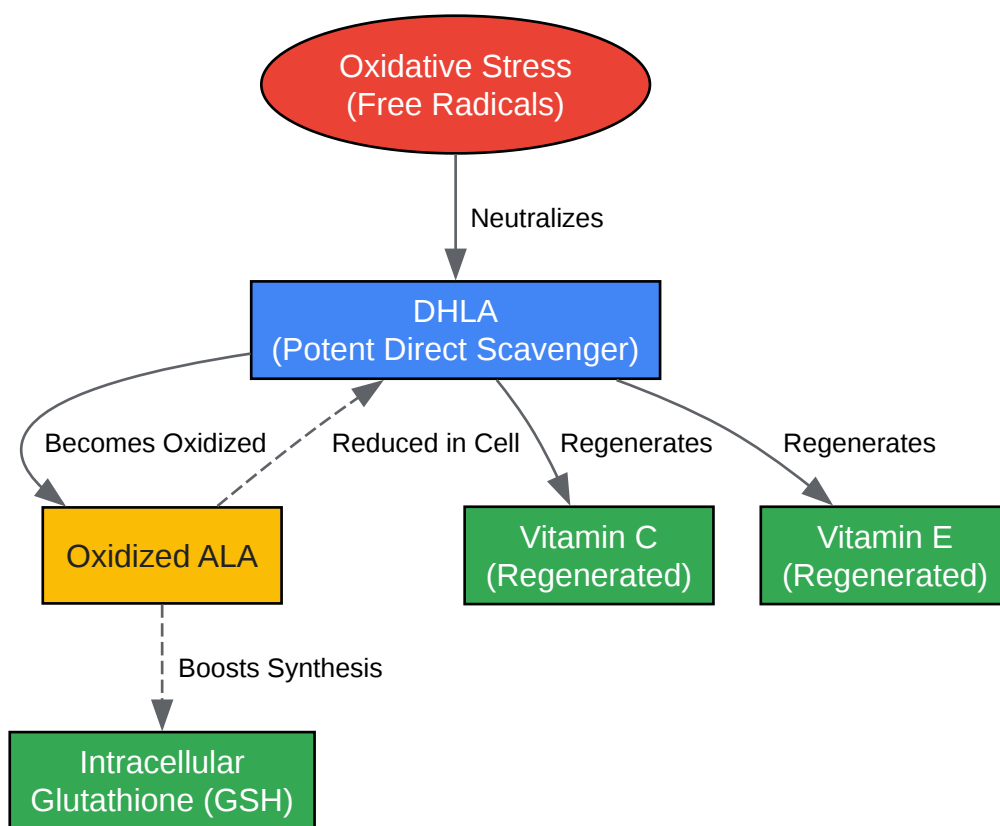 Oxidative Stress
(Free Radicals)
Neutralizes
DHLA
(Potent Direct Scavenger)
Becomes Oxidized
Reduced in Cell
Regenerates
Regenerates
Oxidized ALA
Vitamin C
(Regenerated)
Vitamin E
(Regenerated)
Boosts Synthesis
Intracellular
Glutathione (GSH)